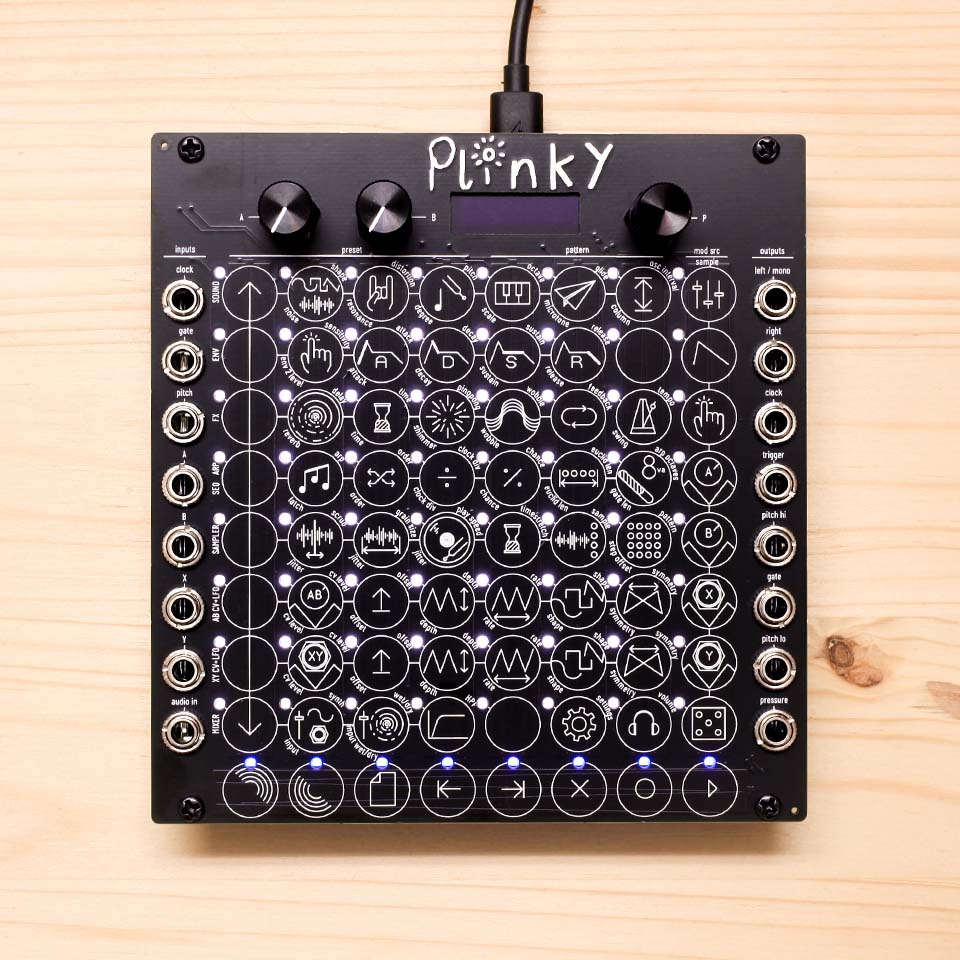 Plinky
A
B
P
inputs
preset
pattern
mod src
sample
outputs
clock
SOUND
shape
noise
distortion
resonance
pitch
degree
octave
scale
glide
microtone
osc interval
column
left / mono
gate
ENV
sensitivity
env 2 level
attack
A
attack
decay
D
decay
sustain
S
sustain
release
R
release
right
pitch
FX
delay
reverb
time
time
pingpong
shimmer
wobble
wobble
feedback
tempo
swing
clock
A
SEQ ARP
arp
latch
order
order
clock div
÷
clock div
chance
%
chance
euclid len
euclid len
arp octaves
8va
gate len
A
trigger
B
SAMPLER
scrub
jitter
grain size
jitter
play spd
jitter
timestretch
sample
pattern
step offset
B
pitch hi
X
AB CV+LFO
cv level
AB
cv level
offset
offset
depth
depth
rate
rate
shape
shape
symmetry
symmetry
X
gate
Y
XY CV+LFO
cv level
XY
cv level
offset
offset
depth
depth
rate
rate
shape
shape
symmetry
symmetry
Y
pitch lo
audio in
MIXER
synth
input
wet/dry
input wet/dry
HPF
settings
volume
pressure